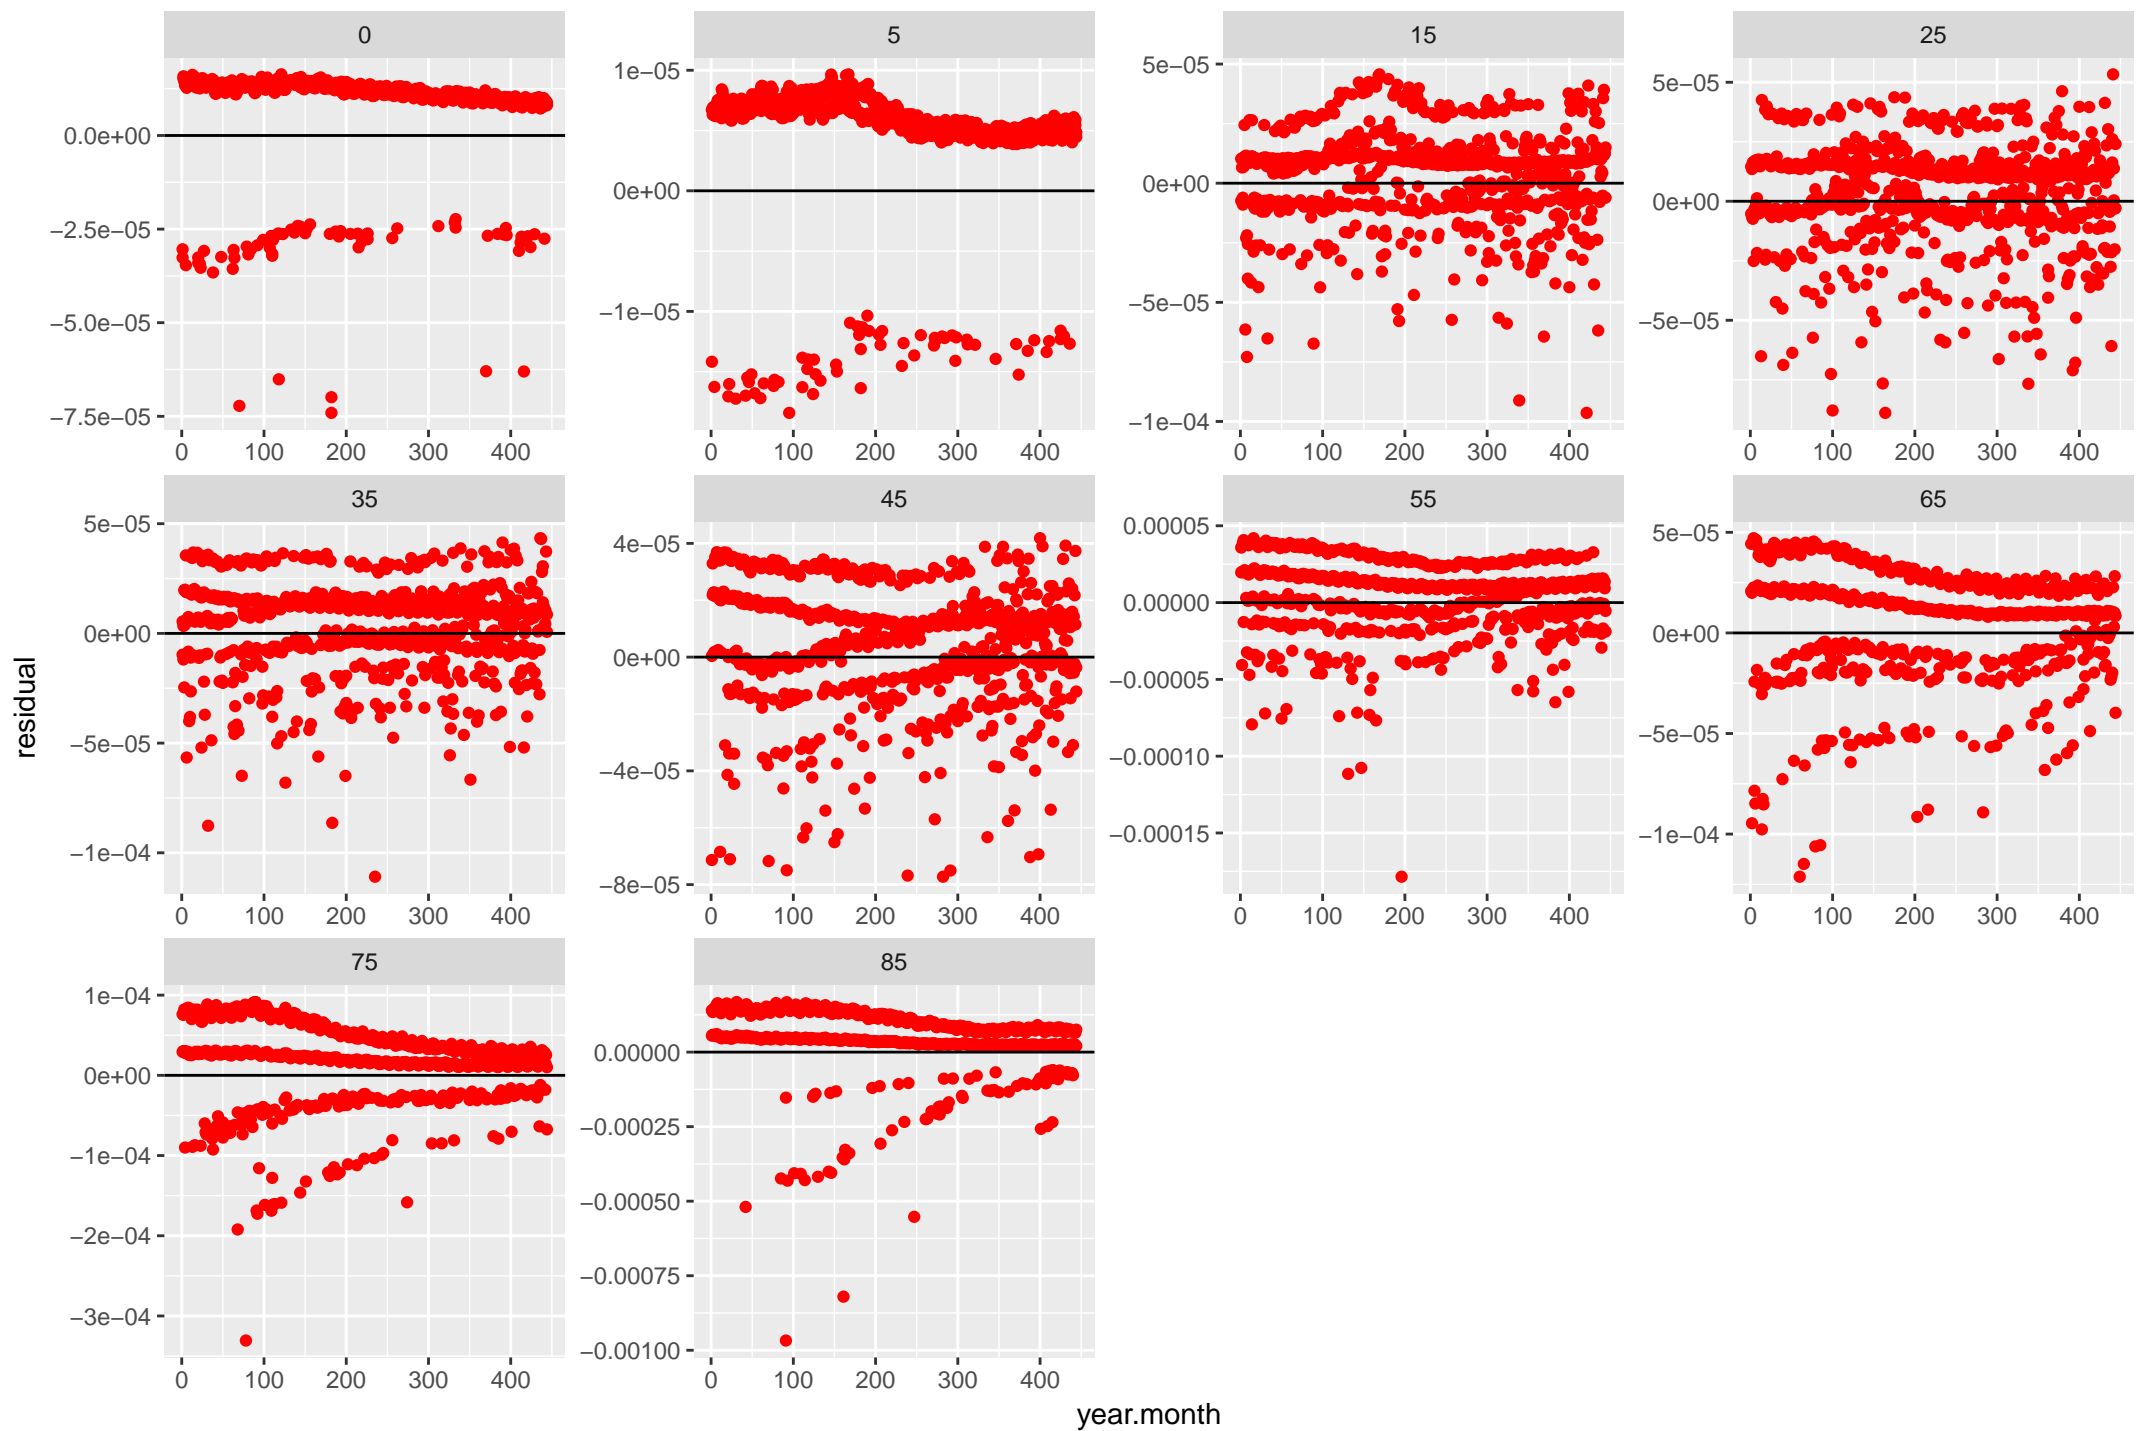 0 5 15 25
5e−05
1e−05
5e−05
0.0e+00
0e+00
0e+00
0e+00
−2.5e−05
−5.0e−05
−1e−05
−5e−05
−5e−05
−7.5e−05
−1e−04
0 100 200 300 400 0 100 200 300 400 0 100 200 300 400 0 100 200 300 400
35 45 55 65
5e−05 4e−05 0.00005 5e−05
0e+00 0e+00 0.00000 0e+00
−5e−05 −4e−05 −0.00005 −5e−05
−0.00010
−1e−04 −8e−05 −0.00015 −1e−04
0 100 200 300 400 0 100 200 300 400 0 100 200 300 400 0 100 200 300 400
residual
75 85
1e−04
0e+00 0.00000
−1e−04 −0.00025
−0.00050
−2e−04
−0.00075
−3e−04
−0.00100
0 100 200 300 400 0 100 200 300 400
year.month